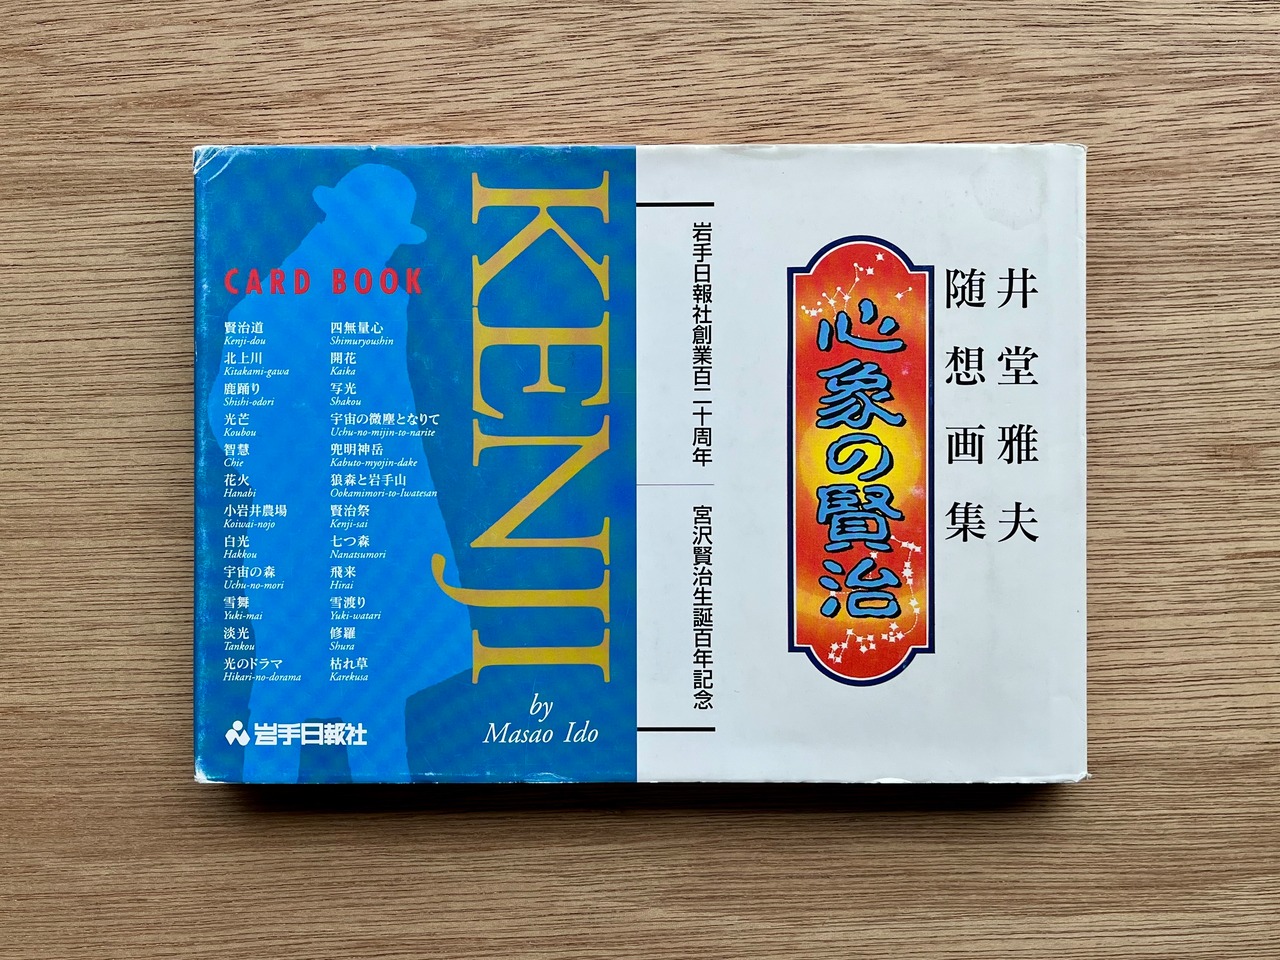 CARD BOOK
賢治道
Kenji-dou
北上川
Kitakami-gawa
鹿踊り
Shishi-odori
光芒
Koubou
智慧
Chie
花火
Hanabi
小岩井農場
Koiwai-nojo
白光
Hakkou
宇宙の森
Uchu-no-mori
雪舞
Yuki-mai
淡光
Tankou
光のドラマ
Hikari-no-dorama
四無量心
Shimuryoushin
開花
Kaika
写光
Shakou
宇宙の微塵となりて
Uchu-no-mijin-to-narite
兜明神岳
Kabuto-myojin-dake
狼森と岩手山
Ookamimori-to-Iwatesan
賢治祭
Kenji-sai
七つ森
Nanatsumori
飛来
Hirai
雪渡り
Yuki-watari
修羅
Shura
枯れ草
Karekusa
岩手日報社
KENJI
by
Masao Ido
井堂雅夫
随想画集
心象の賢治
岩手日報社創業百二十周年
宮沢賢治生誕百年記念